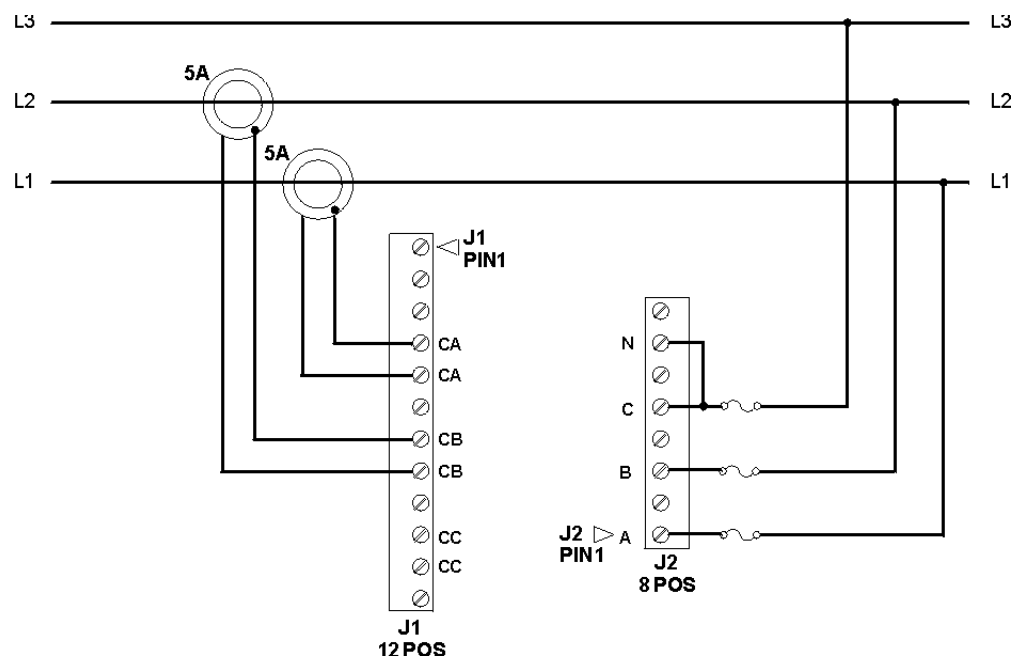 L3 L3
5A
L2 L2
5A
L1 L1
J1
PIN1
CA
CA
CB
CB
CC
CC
J1
12 POS
N
C
B
A
J2
PIN1
J2
8 POS